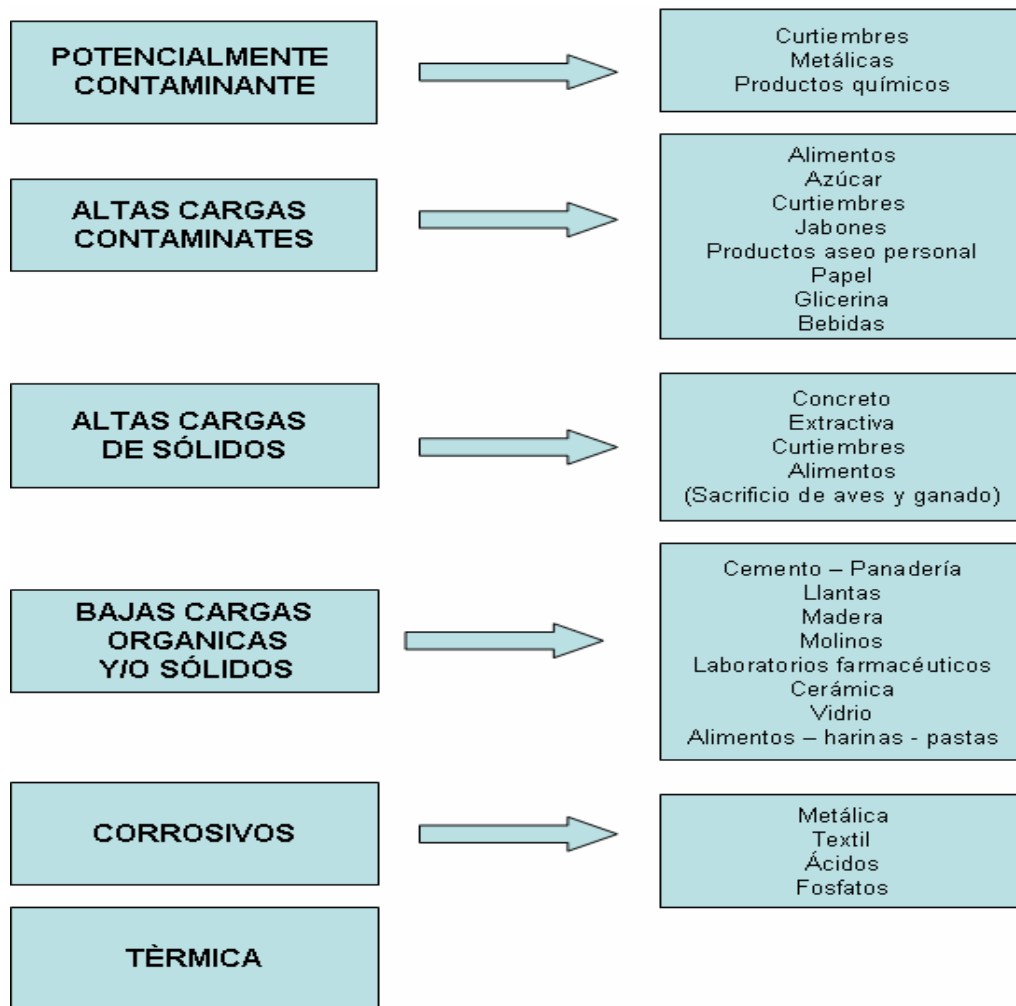 POTENCIALMENTE
CONTAMINANTE
Curtiembres
Metálicas
Productos químicos
ALTAS CARGAS
CONTAMINATES
Alimentos
Azúcar
Curtiembres
Jabones
Productos aseo personal
Papel
Glicerina
Bebidas
ALTAS CARGAS
DE SÓLIDOS
Concreto
Extractiva
Curtiembres
Alimentos
(Sacrificio de aves y ganado)
BAJAS CARGAS
ORGANICAS
Y/O SÓLIDOS
Cemento – Panadería
Llantas
Madera
Molinos
Laboratorios farmacéuticos
Cerámica
Vidrio
Alimentos – harinas - pastas
CORROSIVOS
Metálica
Textil
Ácidos
Fosfatos
TÈRMICA